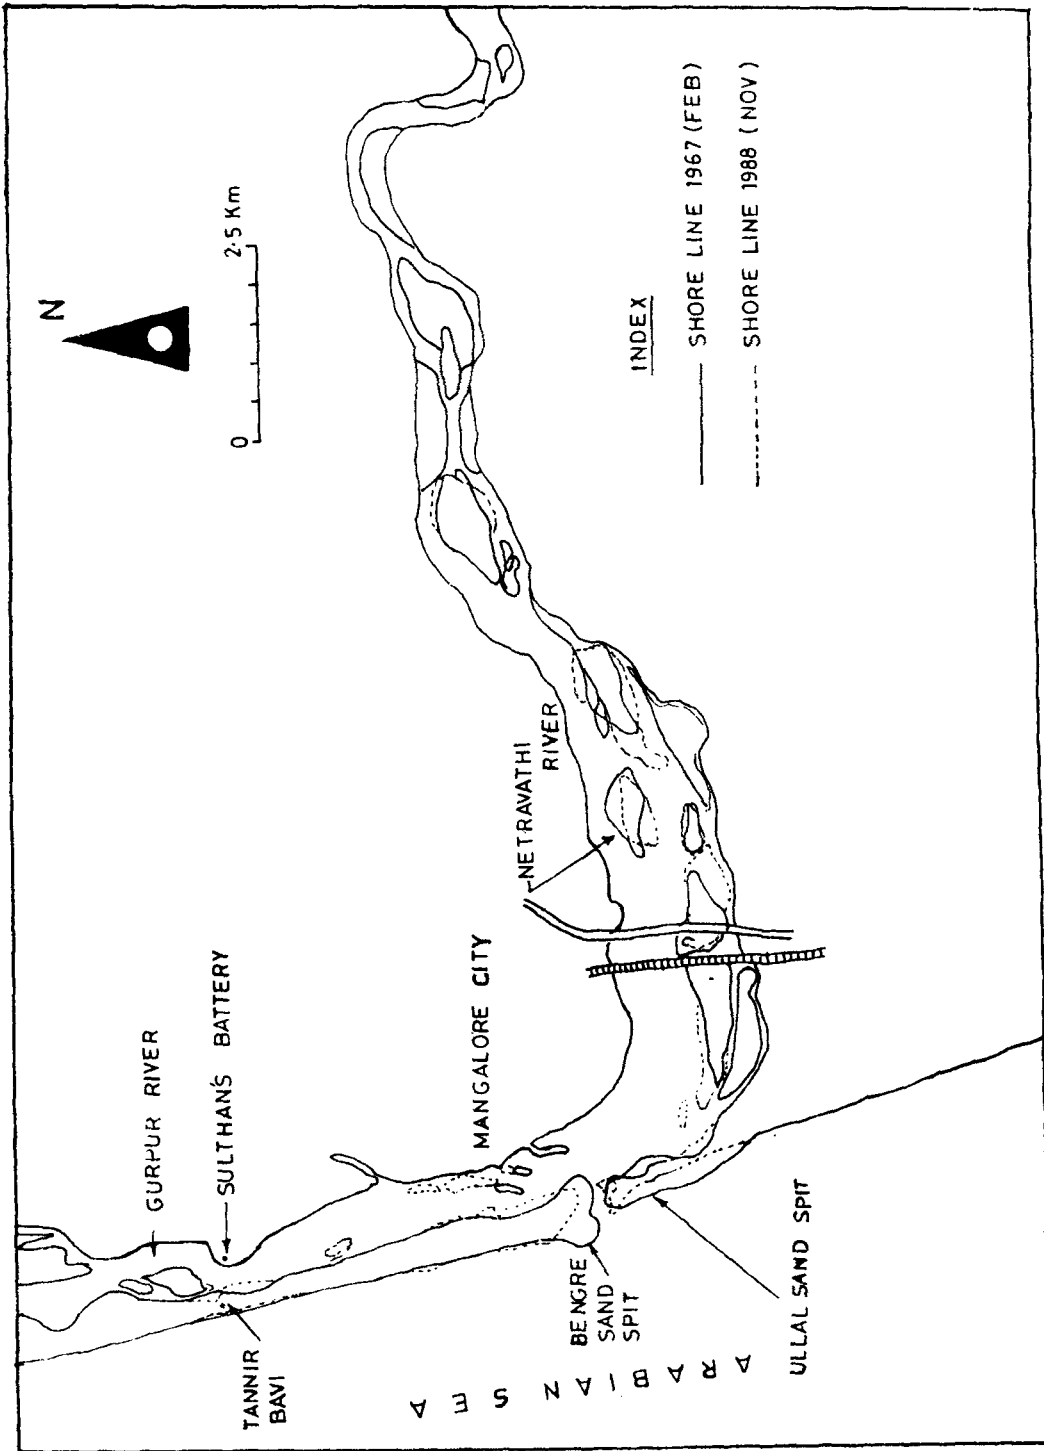 N
0 2.5 Km
GURPUR RIVER
SULTHAN'S BATTERY
MANGALORE CITY
NETRAVATHI
RIVER
TANNIR
BAVI
BENGRE
SAND
SPIT
ULLAL SAND SPIT
ARABIAN SEA
INDEX
SHORE LINE 1967 (FEB)
SHORE LINE 1988 (NOV)